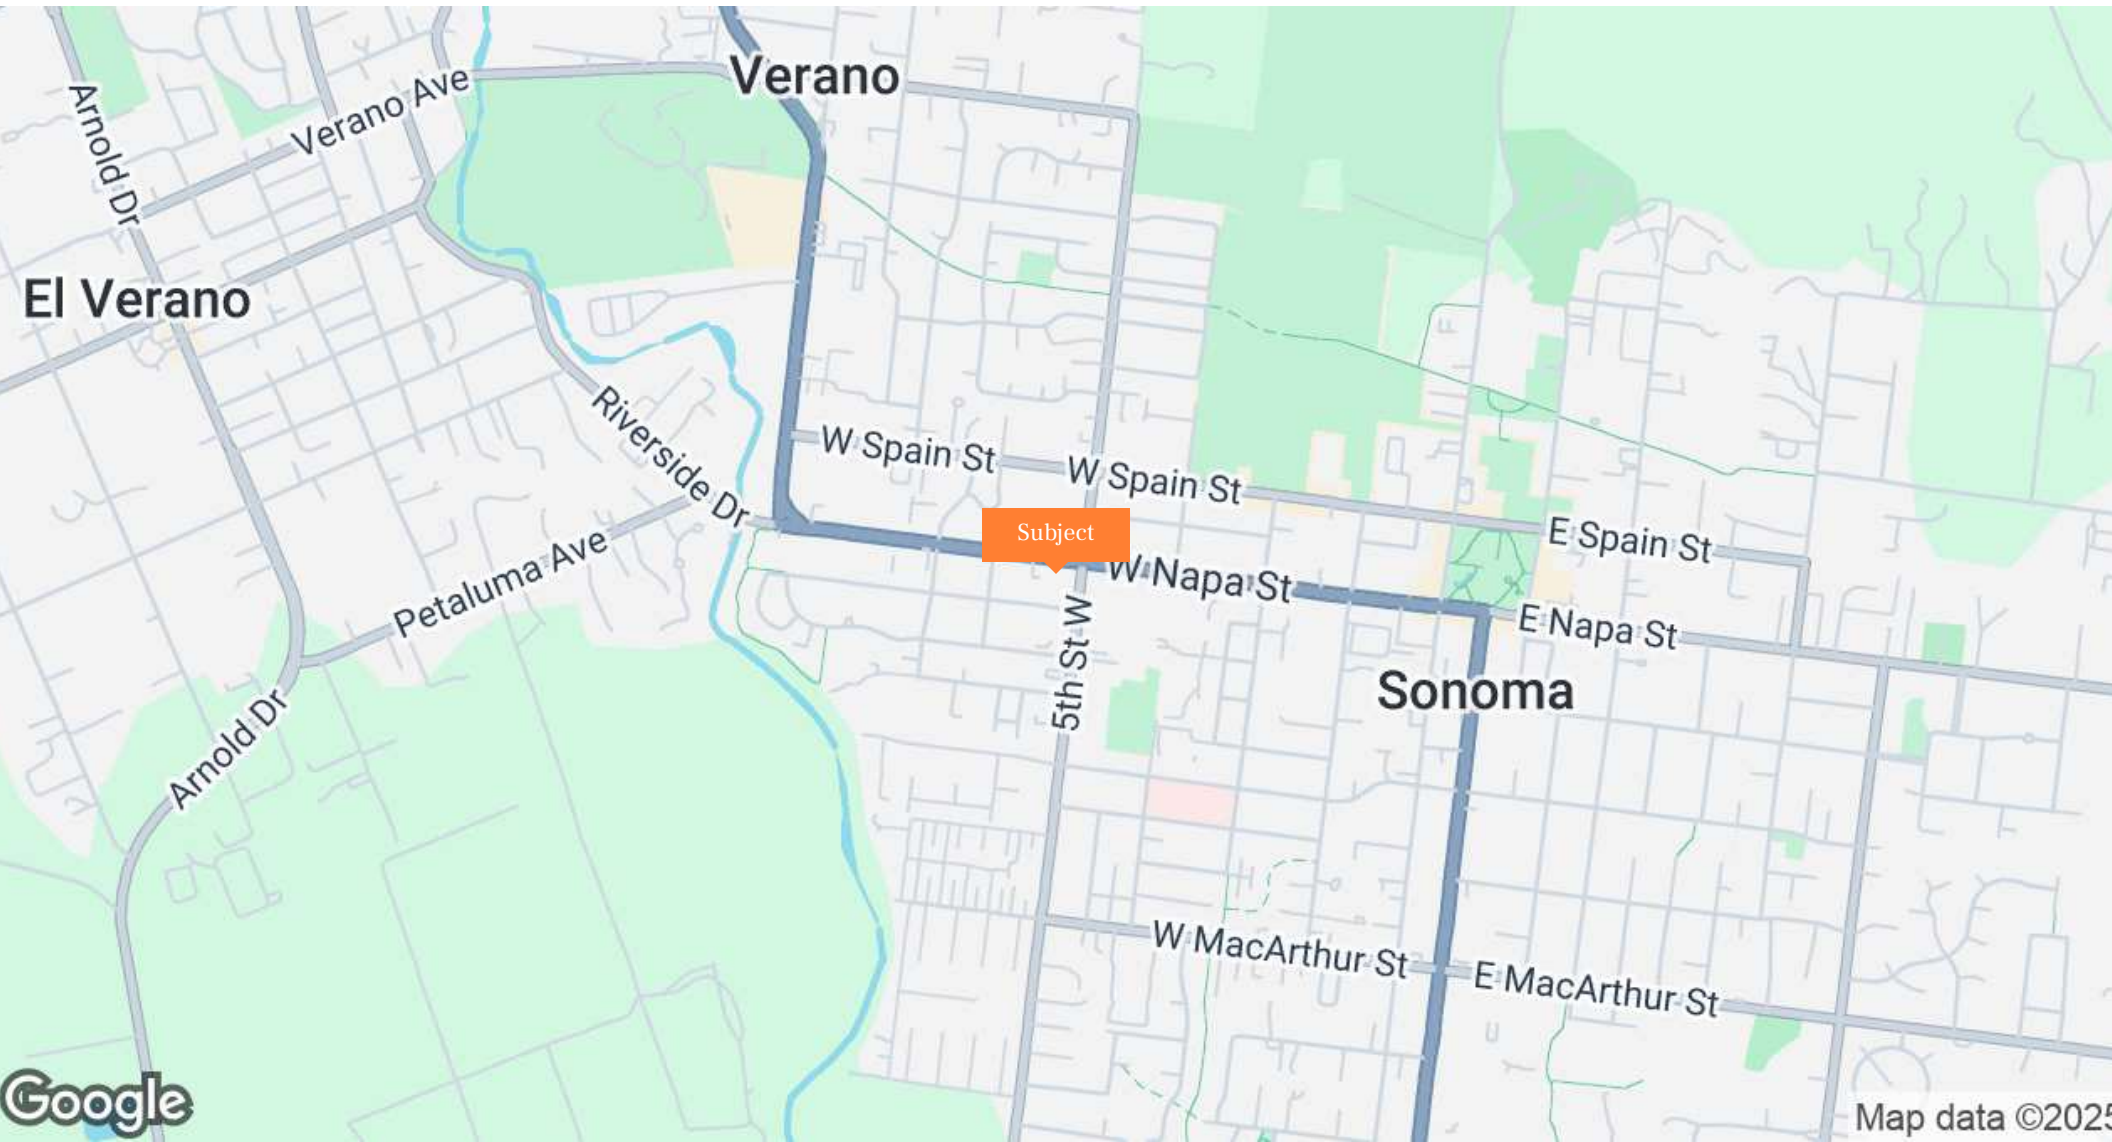 Verano
Verano Ave
Arnold Dr
El Verano
Riverside Dr
W Spain St
W Spain St
E Spain St
Subject
W Napa St
E Napa St
Petaluma Ave
5th St W
Sonoma
Arnold Dr
W MacArthur St
E MacArthur St
Google
Map data ©2025